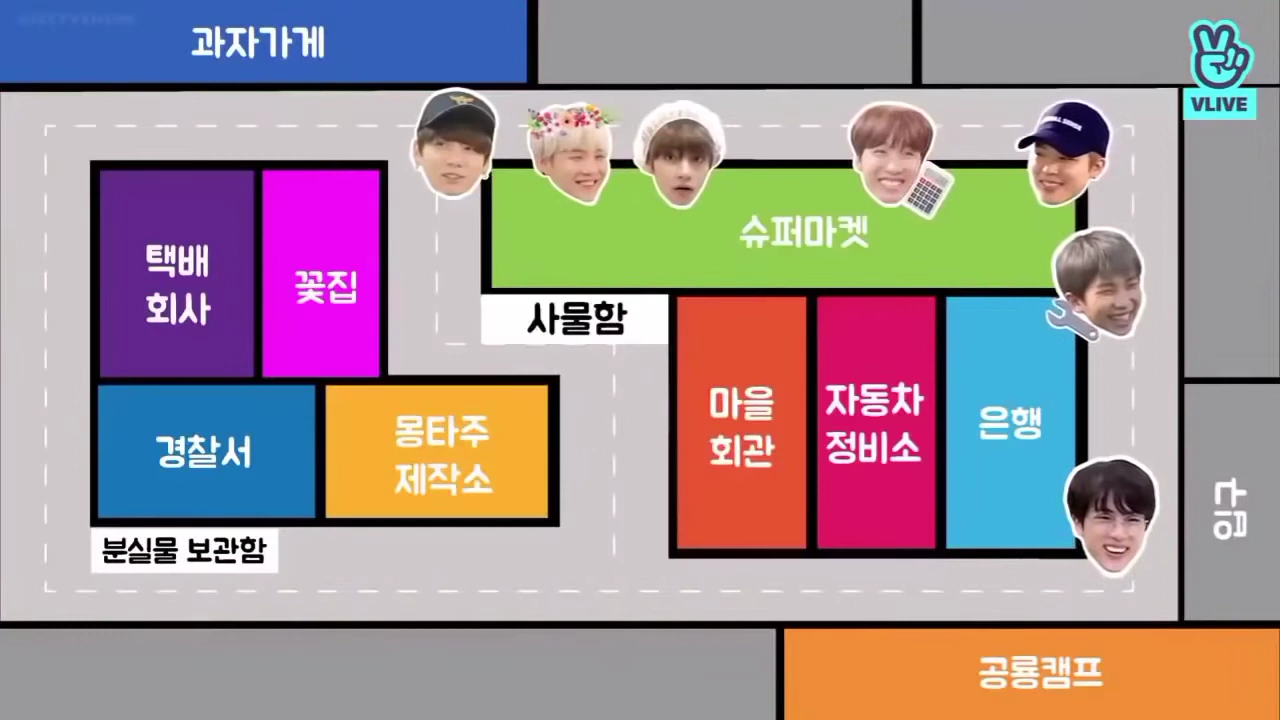 과자가게
VLIVE
택배
회사
꽃집
슈퍼마켓
사물함
경찰서
몽타주
제작소
마을
회관
자동차
정비소
은행
분실물 보관함
공룡캠프